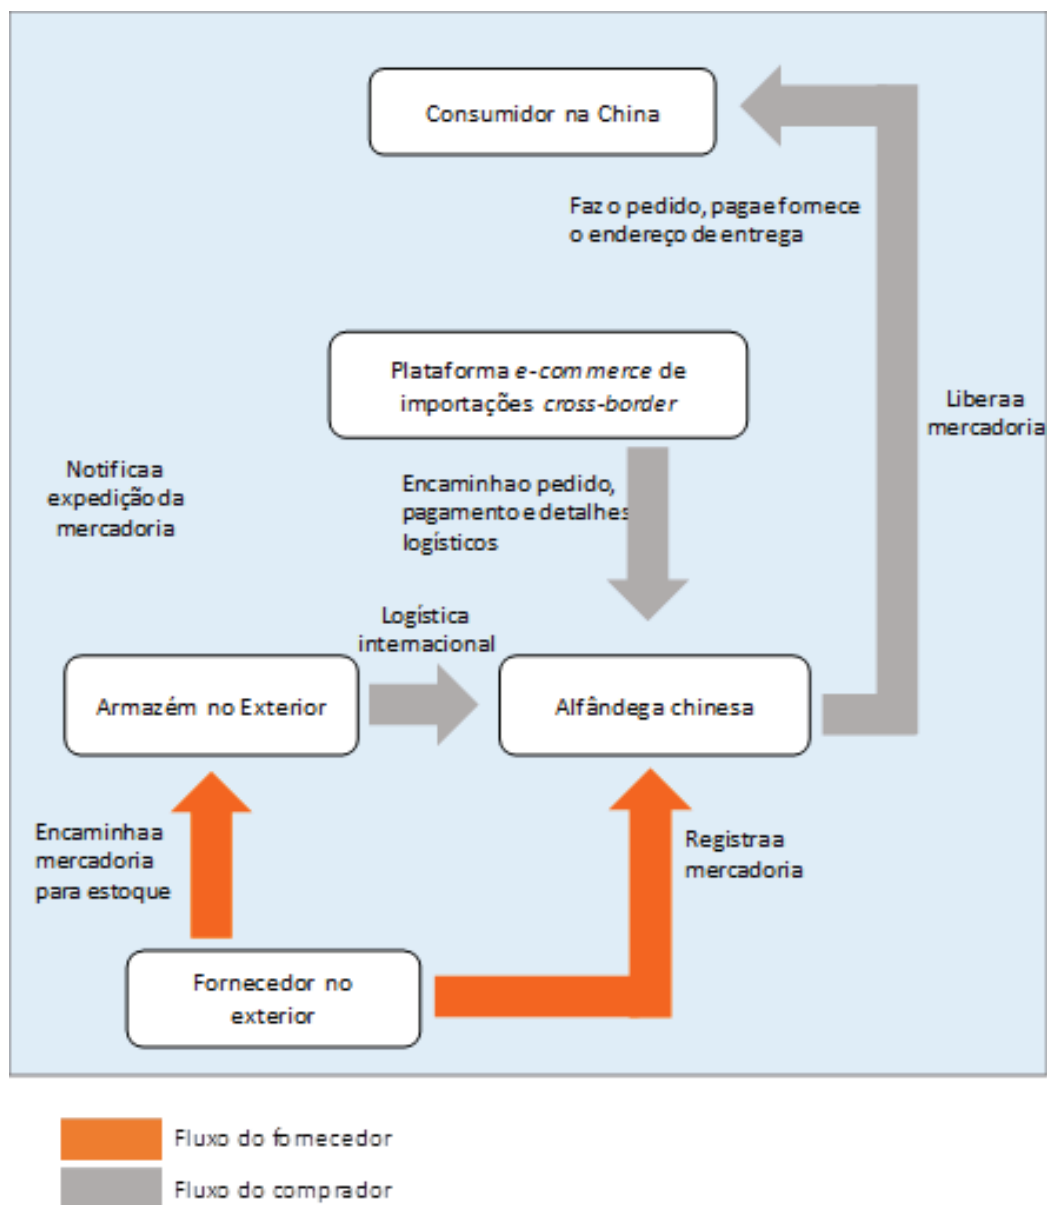 Consumidor na China
Faz o pedido, paga e fornece
o endereço de entrega
Plataforma e-commerce de
importações cross-border
Libera a
mercadoria
Notifica a
expedição da
mercadoria
Encaminha o pedido,
pagamento e detalhes
logísticos
Logística
internacional
Armazém no Exterior
Alfândega chinesa
Encaminha a
mercadoria
para estoque
Registra a
mercadoria
Fornecedor no
exterior
Fluxo do fornecedor
Fluxo do comprador